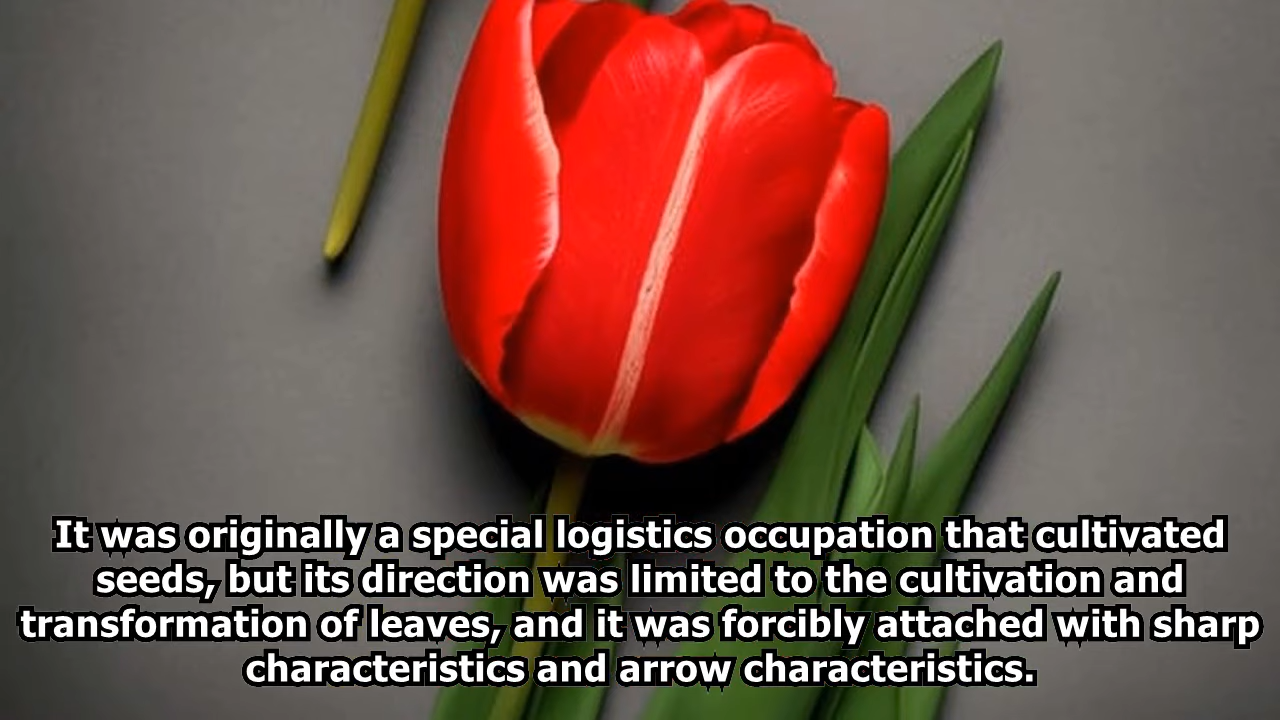 It was originally a special logistics occupation that cultivated
seeds, but its direction was limited to the cultivation and
transformation of leaves, and it was forcibly attached with sharp
characteristics and arrow characteristics.